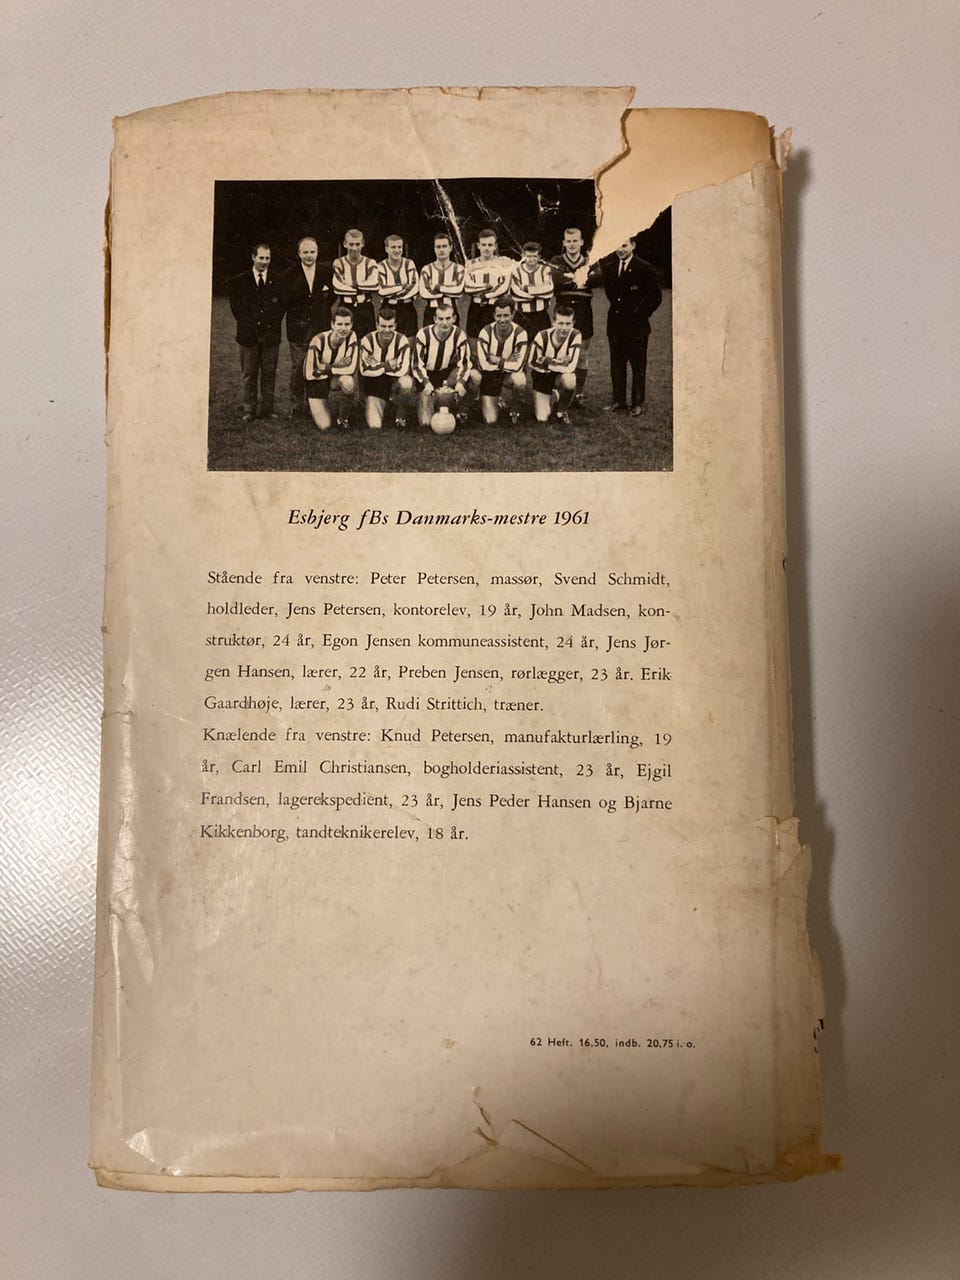 Esbjerg fBs Danmarks-mestre 1961
Stående fra venstre: Peter Petersen, massør, Svend Schmidt,
holdleder, Jens Petersen, kontorelev, 19 år, John Madsen, kon-
struktør, 24 år, Egon Jensen kommuneassistent, 24 år, Jens Jør-
gen Hansen, lærer, 22 år, Preben Jensen, rørlægger, 23 år. Erik
Gaardhøje, lærer, 23 år, Rudi Strittich, træner.
Knælende fra venstre: Knud Petersen, manufakturlærling, 19
år, Carl Emil Christiansen, bogholderiassistent, 23 år, Ejgil
Frandsen, lagerekspedient, 23 år, Jens Peder Hansen og Bjarne
Kikkenborg, tandteknikerelev, 18 år.
62 Heft. 16.50, indb. 20.75 i. o.